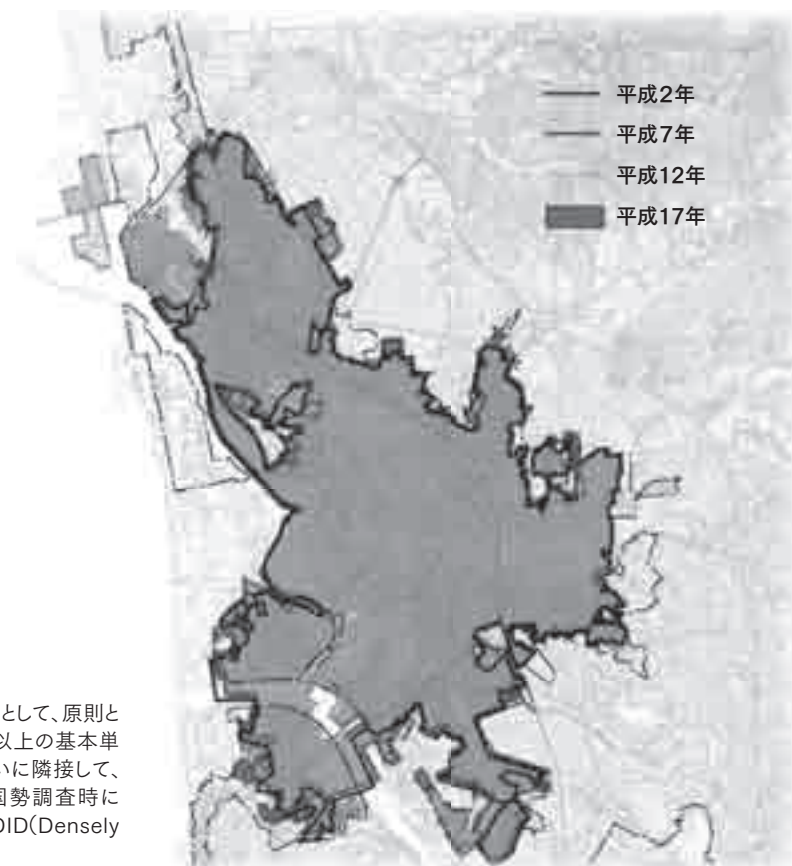 平成2年
平成7年
平成12年
平成17年
として、原則と
以上の基本単
いに隣接して、
国勢調査時に
DID(Densely